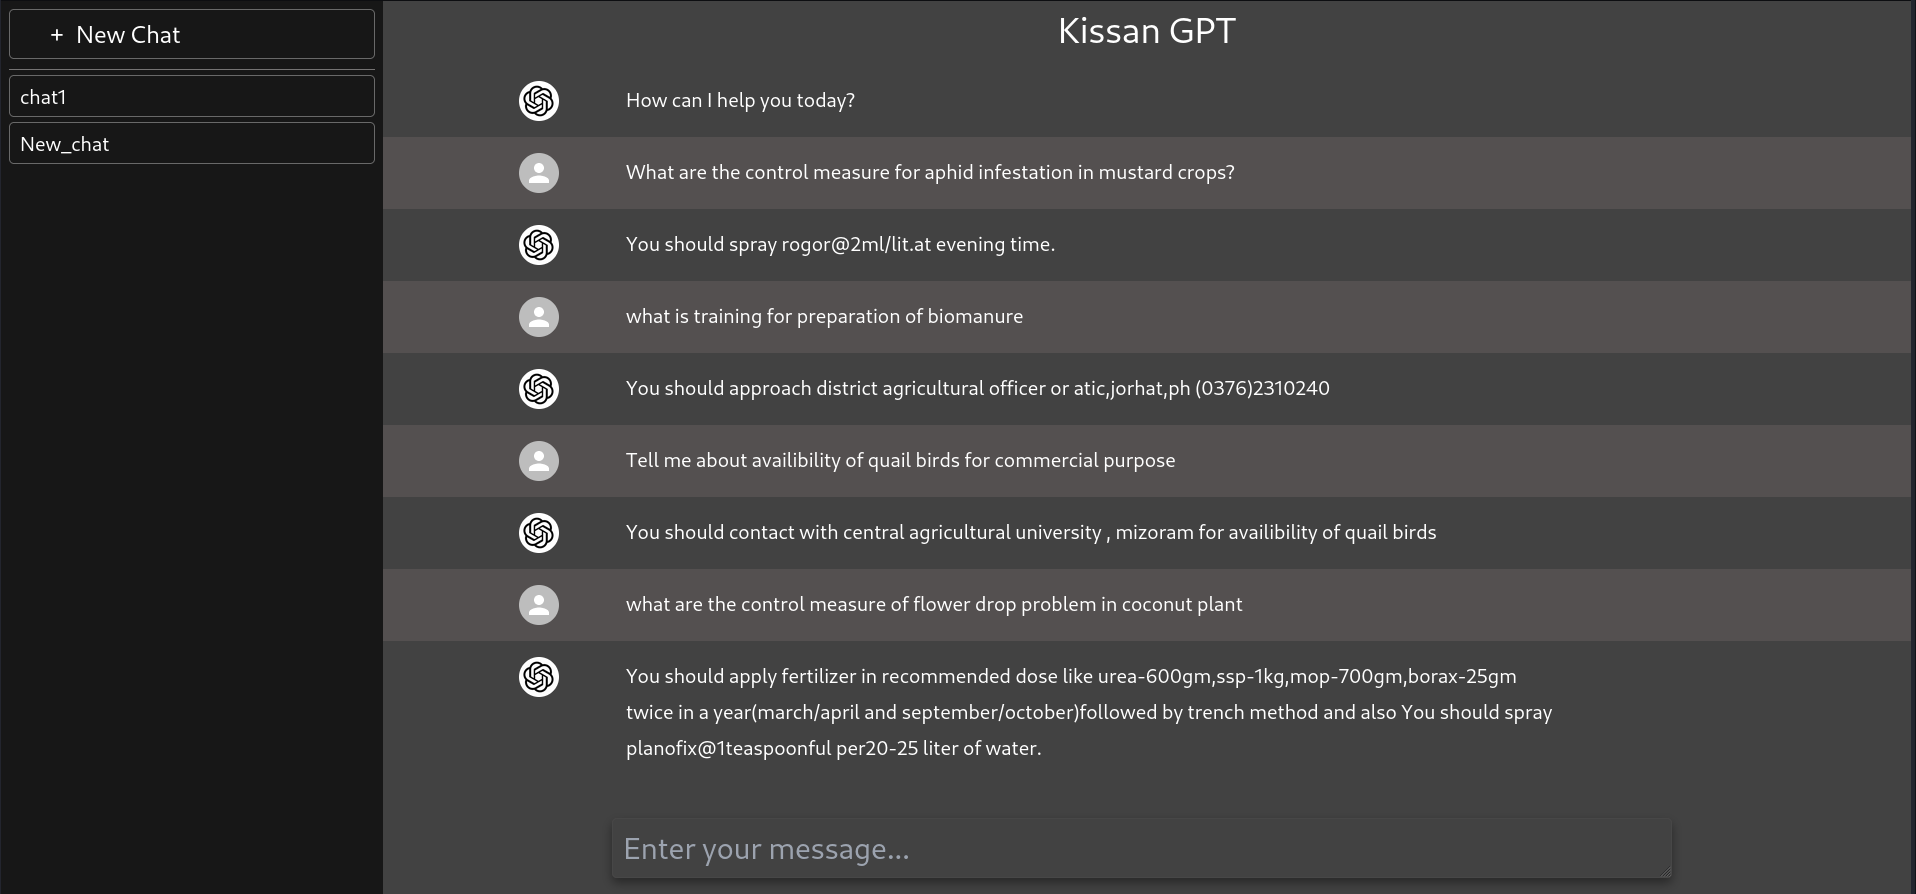 + New Chat
chat1
New_chat
Kissan GPT
How can I help you today?
What are the control measure for aphid infestation in mustard crops?
You should spray rogor@2ml/lit.at evening time.
what is training for preparation of biomanure
You should approach district agricultural officer or atic,jorhat,ph (0376)2310240
Tell me about availibility of quail birds for commercial purpose
You should contact with central agricultural university , mizoram for availibility of quail birds
what are the control measure of flower drop problem in coconut plant
You should apply fertilizer in recommended dose like urea-600gm,ssp-1kg,mop-700gm,borax-25gm
twice in a year(march/april and september/october)followed by trench method and also You should spray
planofix@1teaspoonful per20-25 liter of water.
Enter your message...